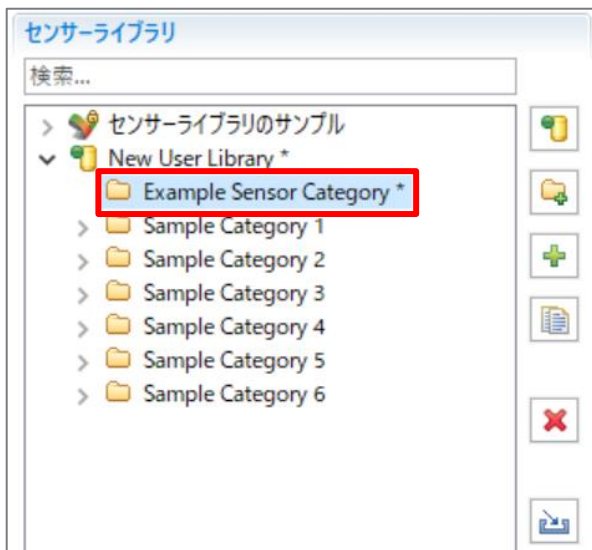 センサーライブラリ
検索...
センサーライブラリのサンプル
New User Library *
Example Sensor Category *
Sample Category 1
Sample Category 2
Sample Category 3
Sample Category 4
Sample Category 5
Sample Category 6